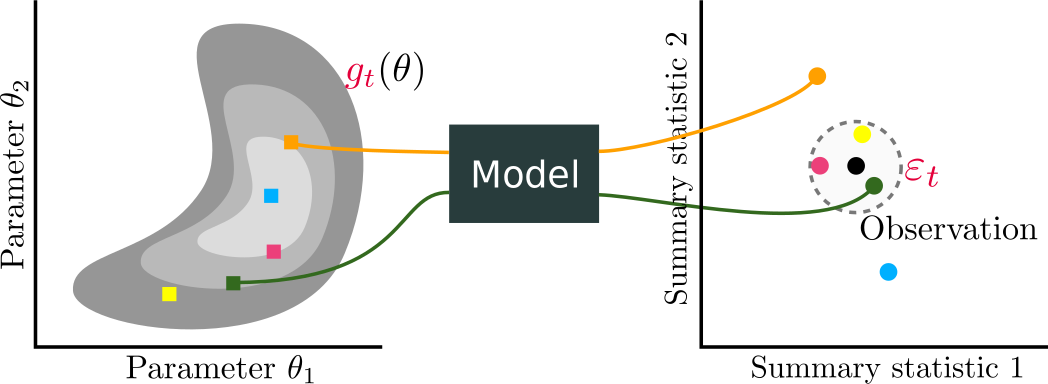 Parameter θ₂
g_t(θ)
Parameter θ₁
Model
Summary statistic 2
ε_t
Observation
Summary statistic 1